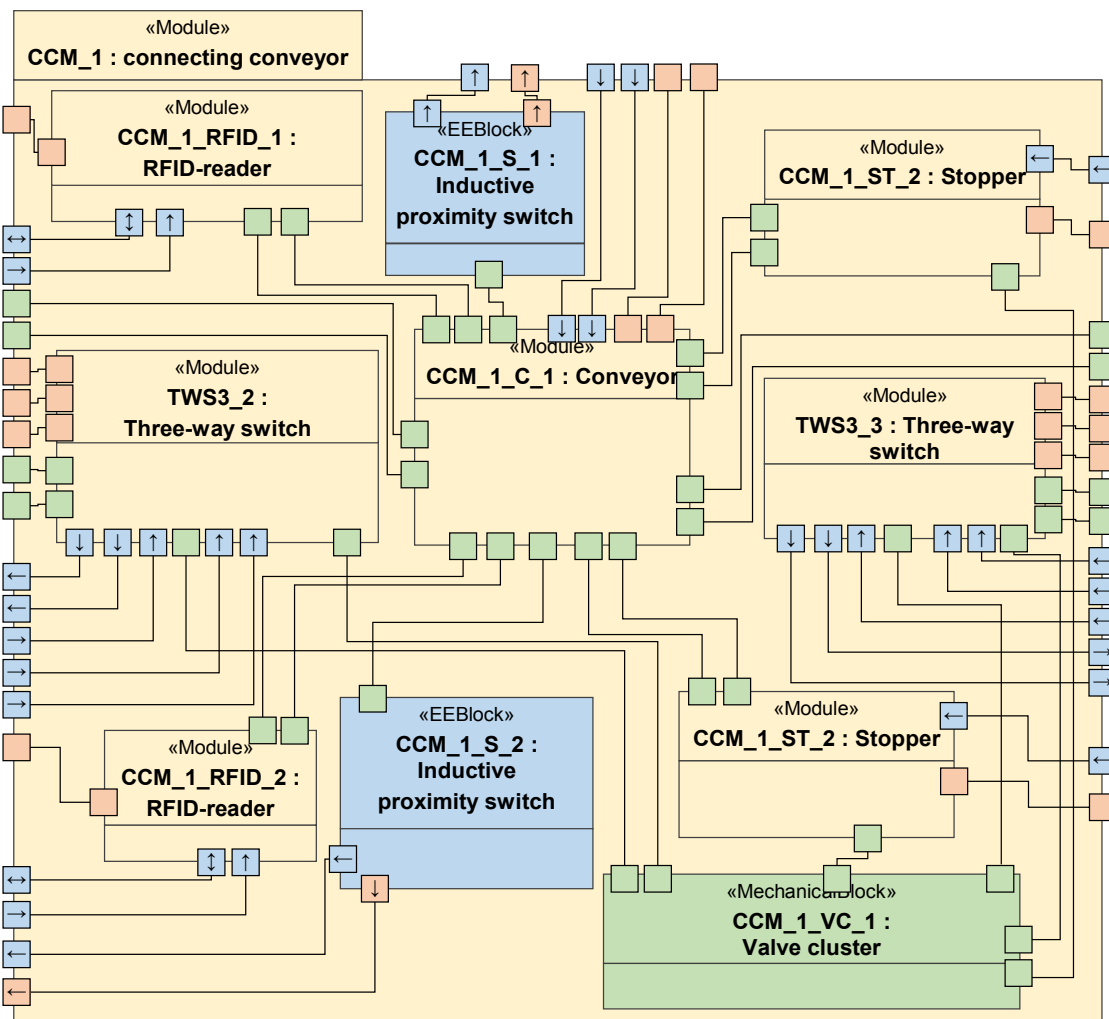 «Module»
CCM_1 : connecting conveyor
«Module»
CCM_1_RFID_1 :
RFID-reader
«EEBlock»
CCM_1_S_1 :
Inductive
proximity switch
«Module»
CCM_1_ST_2 : Stopper
«Module»
TWS3_2 :
Three-way switch
«Module»
CCM_1_C_1 : Conveyor
«Module»
TWS3_3 : Three-way
switch
«Module»
CCM_1_RFID_2 :
RFID-reader
«EEBlock»
CCM_1_S_2 :
Inductive
proximity switch
«Module»
CCM_1_ST_2 : Stopper
«MechanicalBlock»
CCM_1_VC_1 :
Valve cluster